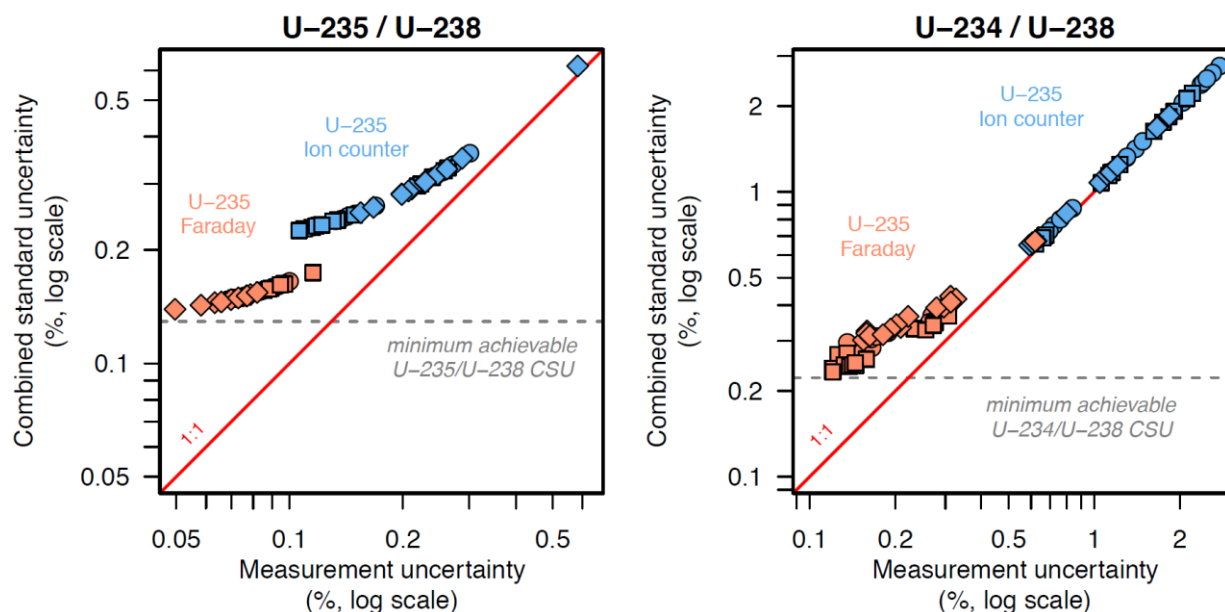 U−235 / U−238
Combined standard uncertainty
(%, log scale)
0.5
0.2
0.1
0.05
U−235
Ion counter
U−235
Faraday
minimum achievable
U−235/U−238 CSU
1:1
0.05
0.1
0.2
0.5
Measurement uncertainty
(%, log scale)
U−234 / U−238
Combined standard uncertainty
(%, log scale)
2
1
0.5
0.2
0.1
U−235
Ion counter
U−235
Faraday
minimum achievable
U−234/U−238 CSU
1:1
0.1
0.2
0.5
1
2
Measurement uncertainty
(%, log scale)